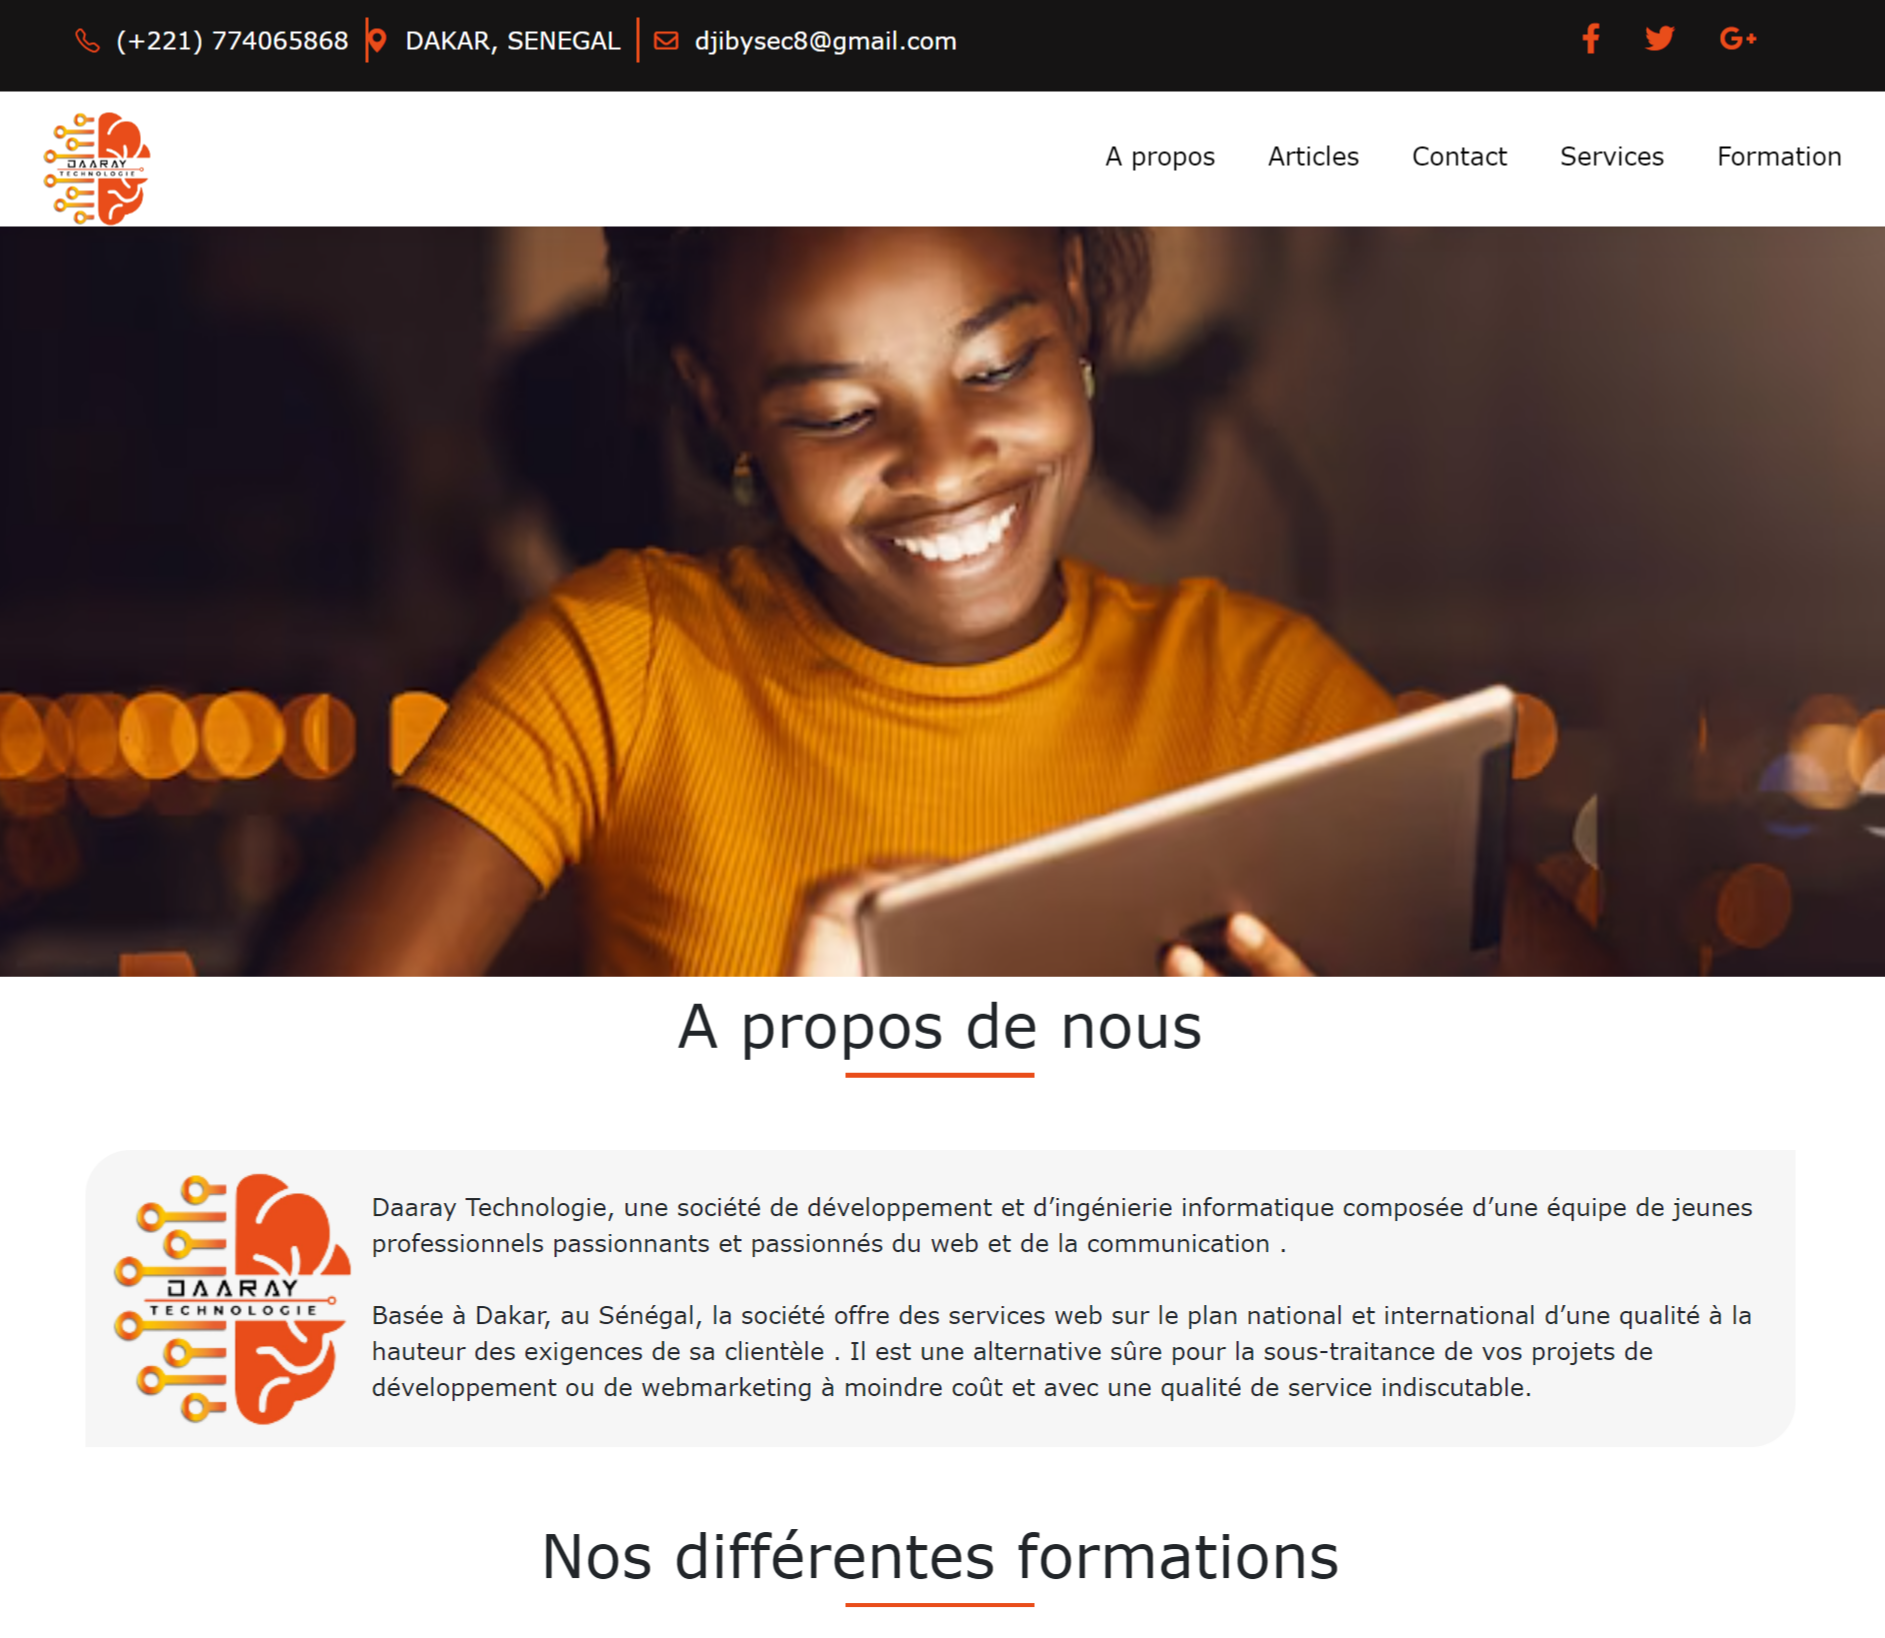 (+221) 774065868 DAKAR, SENEGAL djibysec8@gmail.com
DAARAY
TECHNOLOGIE
A propos Articles Contact Services Formation
A propos de nous
DAARAY
TECHNOLOGIE
Daaray Technologie, une société de développement et d’ingénierie informatique composée d’une équipe de jeunes
professionnels passionnants et passionnés du web et de la communication .
Basée à Dakar, au Sénégal, la société offre des services web sur le plan national et international d’une qualité à la
hauteur des exigences de sa clientèle . Il est une alternative sûre pour la sous-traitance de vos projets de
développement ou de webmarketing à moindre coût et avec une qualité de service indiscutable.
Nos différentes formations